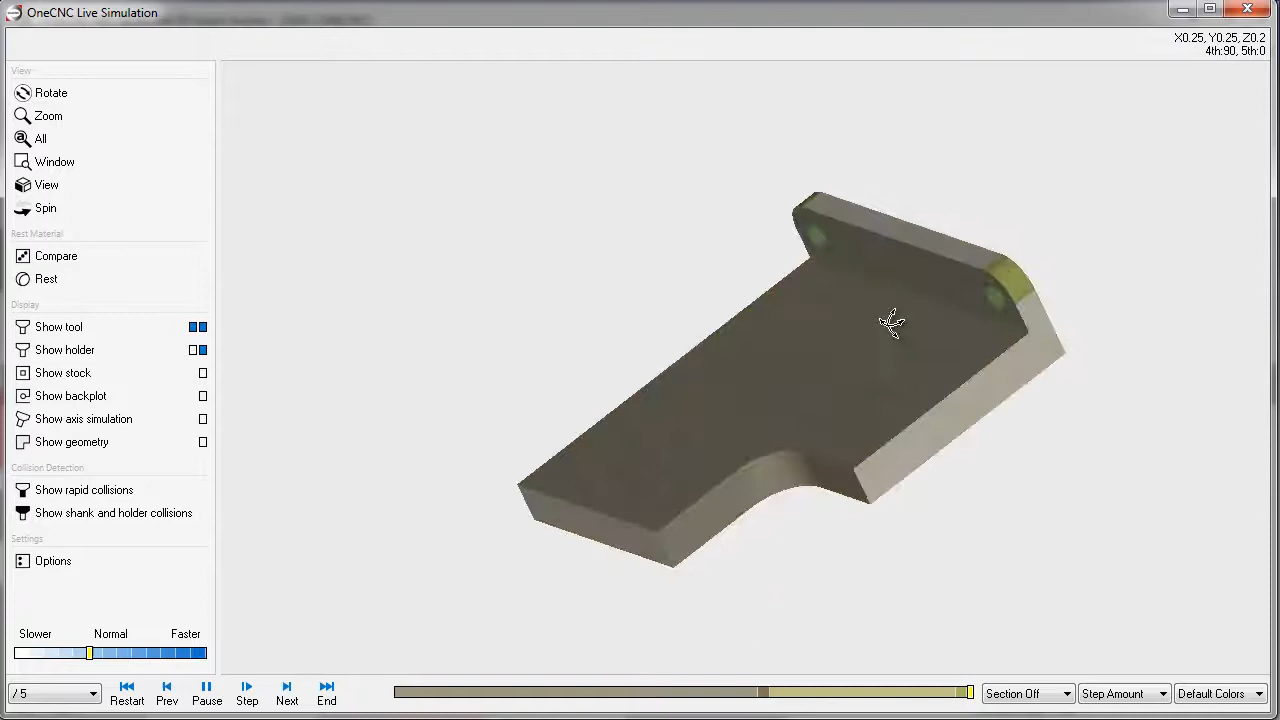 OneCNC Live Simulation
X0.25, Y0.25, Z0.2
4th:90, 5th:0
View
Rotate
Zoom
All
Window
View
Spin
Rest Material
Compare
Rest
Display
Show tool
Show holder
Show stock
Show backplot
Show axis simulation
Show geometry
Collision Detection
Show rapid collisions
Show shank and holder collisions
Settings
Options
Slower Normal Faster
/ 5
Restart Prev Pause Step Next End
Section Off Step Amount Default Colors